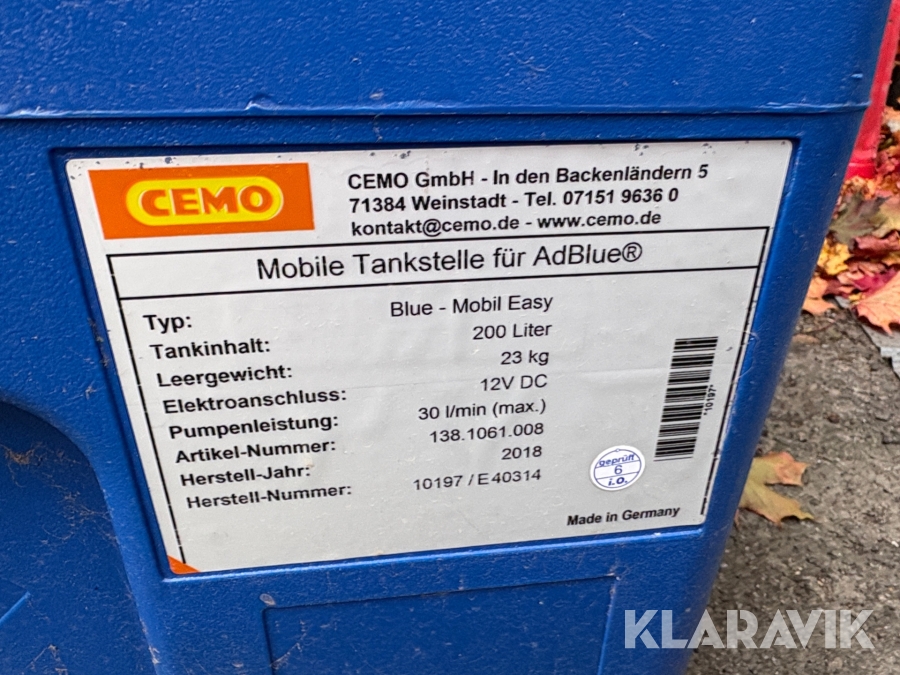 CEMO
CEMO GmbH - In den Backenländern 5
71384 Weinstadt - Tel. 07151 9636 0
kontakt@cemo.de - www.cemo.de
Mobile Tankstelle für AdBlue®
Typ: Blue - Mobil Easy
Tankinhalt: 200 Liter
Leergewicht: 23 kg
Elektroanschluss: 12V DC
Pumpenleistung: 30 l/min (max.)
Artikel-Nummer: 138.1061.008
Herstell-Jahr: 2018
Herstell-Nummer: 10197 / E 40314
*10197*
geprüft
6
i.O.
Made in Germany
KLARAVIK